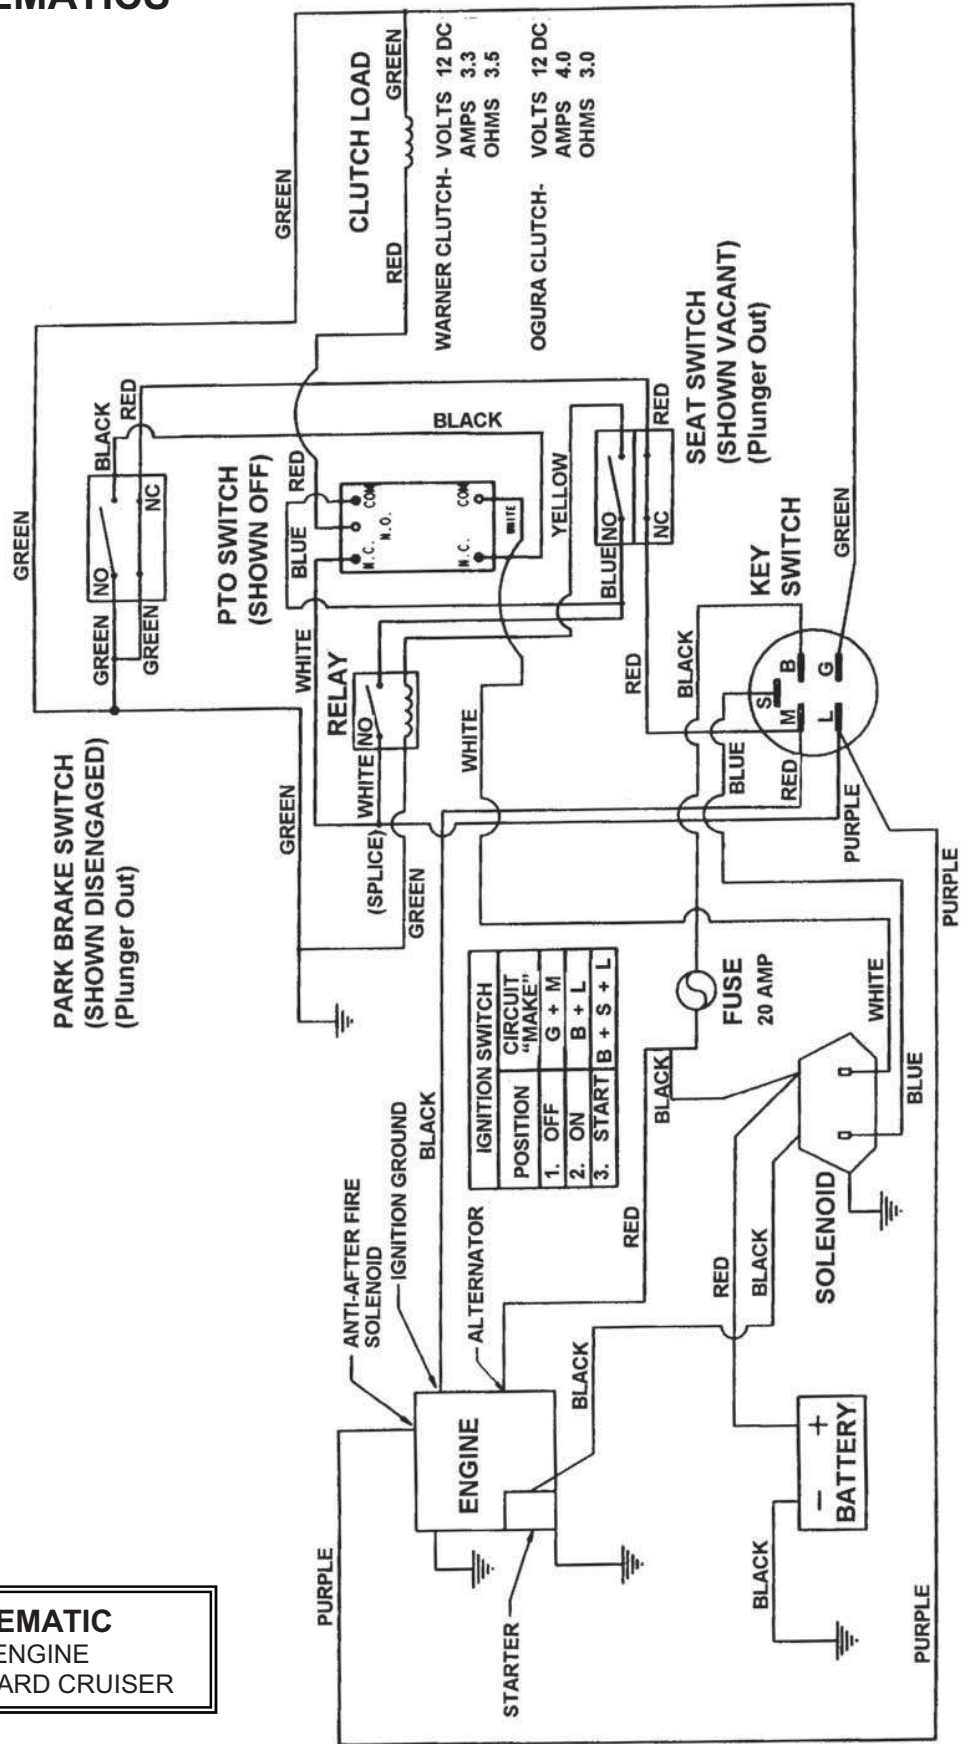 EMATICS
PARK BRAKE SWITCH
(SHOWN DISENGAGED)
(Plunger Out)
GREEN
GREEN
GREEN
GREEN
NO
NC
BLACK
RED
GREEN
GREEN
CLUTCH LOAD
RED
GREEN
WARNER CLUTCH- VOLTS 12 DC
AMPS 3.3
OHMS 3.5
OGURA CLUTCH- VOLTS 12 DC
AMPS 4.0
OHMS 3.0
PTO SWITCH
(SHOWN OFF)
BLUE
RED
N.C.
N.O.
COM
N.C.
COM
WHITE
BLACK
WHITE
RELAY
NO
WHITE
(SPLICE)
GREEN
WHITE
YELLOW
BLUE
NO
NC
RED
RED
SEAT SWITCH
(SHOWN VACANT)
(Plunger Out)
BLACK
BLUE
KEY
SWITCH
S
M
B
L
G
RED
PURPLE
GREEN
PURPLE
IGNITION SWITCH
POSITION CIRCUIT "MAKE"
1. OFF G + M
2. ON B + L
3. START B + S + L
FUSE
20 AMP
BLACK
WHITE
BLUE
SOLENOID
ANTI-AFTER FIRE
SOLENOID
IGNITION GROUND
BLACK
ALTERNATOR
RED
RED
BLACK
BLACK
ENGINE
STARTER
PURPLE
BATTERY
- +
BLACK
PURPLE
EMATIC
ENGINE
ARD CRUISER